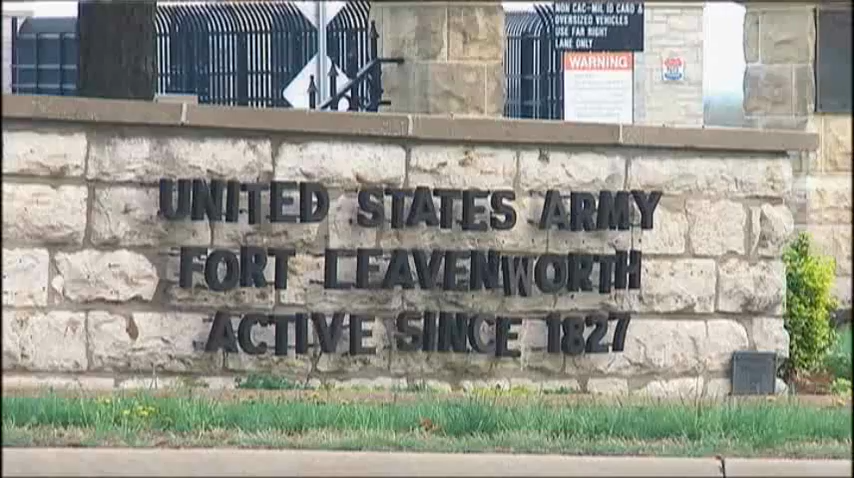 NON CAC-MIL ID CARD &
OVERSIZED VEHICLES
USE FAR RIGHT
LANE ONLY
WARNING
UNITED STATES ARMY
FORT LEAVENWORTH
ACTIVE SINCE 1827